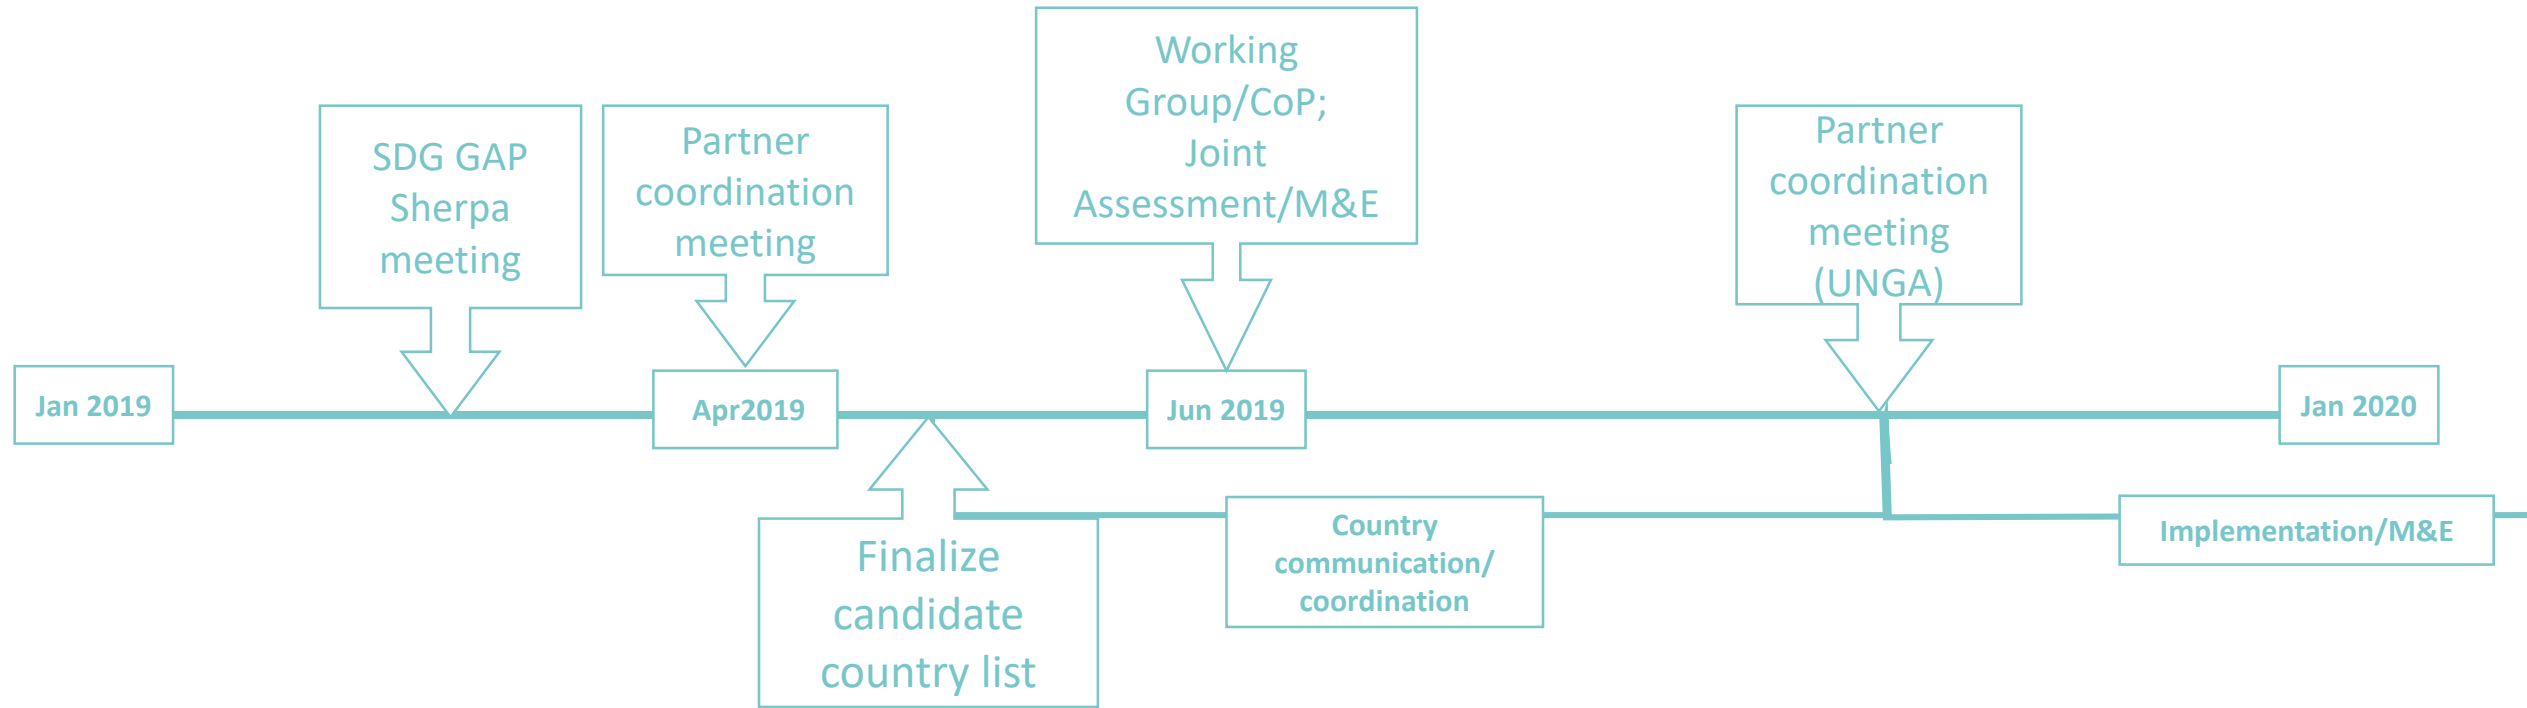 SDG GAP
Sherpa
meeting
Partner
coordination
meeting
Working
Group/CoP;
Joint
Assessment/M&E
Partner
coordination
meeting
(UNGA)
Jan 2019
Apr2019
Jun 2019
Jan 2020
Finalize
candidate
country list
Country
communication/
coordination
Implementation/M&E